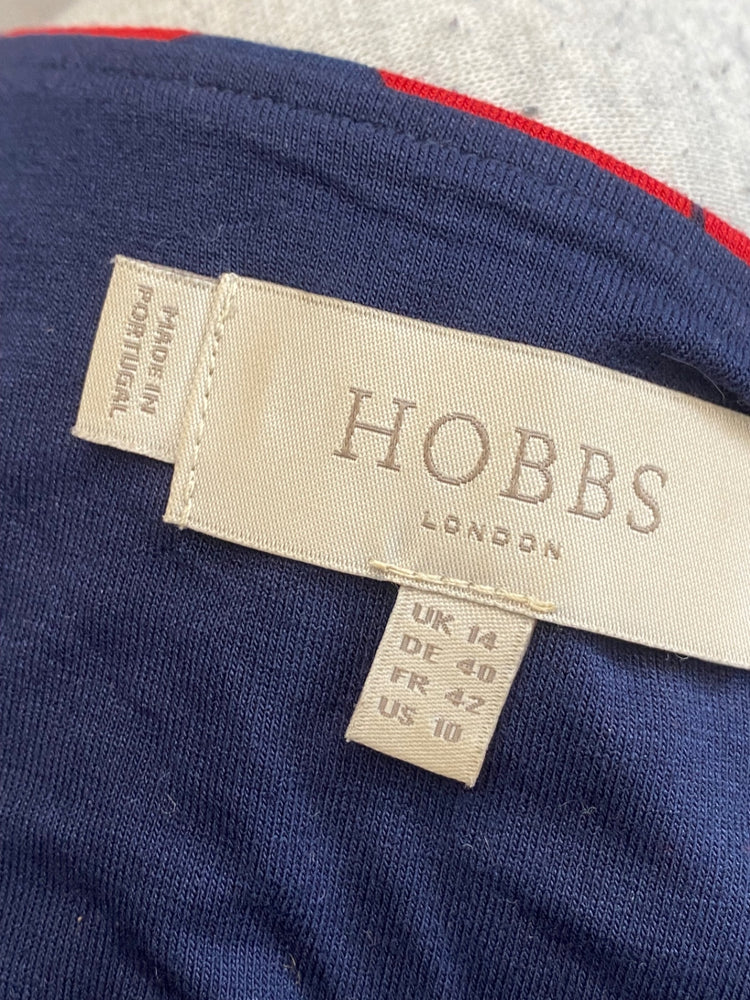 MADE IN
PORTUGAL
HOBBS
LONDON
UK 14
DE 40
FR 42
US 10